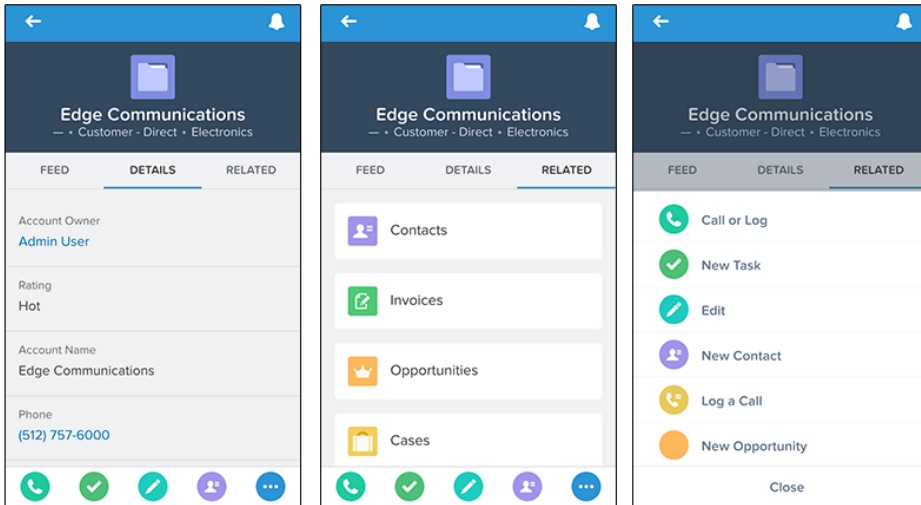 Edge Communications
— • Customer - Direct • Electronics
FEED DETAILS RELATED
Account Owner
Admin User
Rating
Hot
Account Name
Edge Communications
Phone
(512) 757-6000
Edge Communications
— • Customer - Direct • Electronics
FEED DETAILS RELATED
Contacts
Invoices
Opportunities
Cases
Edge Communications
— • Customer - Direct • Electronics
FEED DETAILS RELATED
Call or Log
New Task
Edit
New Contact
Log a Call
New Opportunity
Close